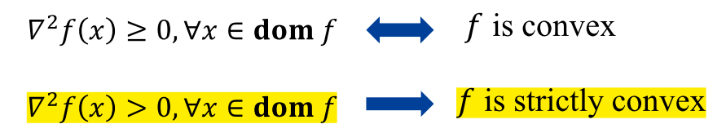 ∇²f(x) ≥ 0, ∀x ∈ dom f ⟺ f is convex
∇²f(x) > 0, ∀x ∈ dom f ⟹ f is strictly convex